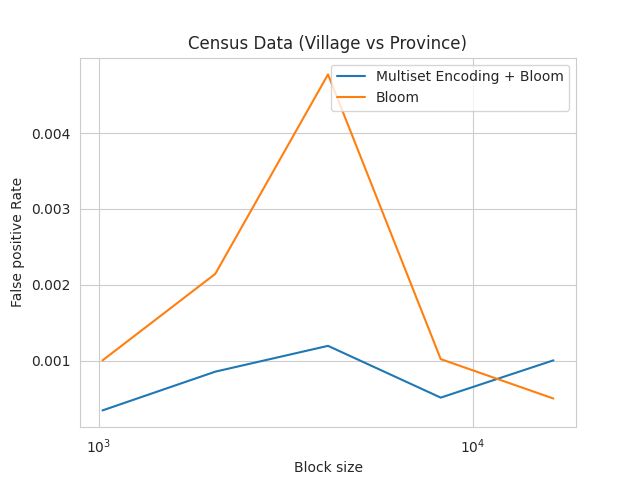 Census Data (Village vs Province)
Multiset Encoding + Bloom
Bloom
0.004
0.003
0.002
0.001
False positive Rate
10³
10⁴
Block size